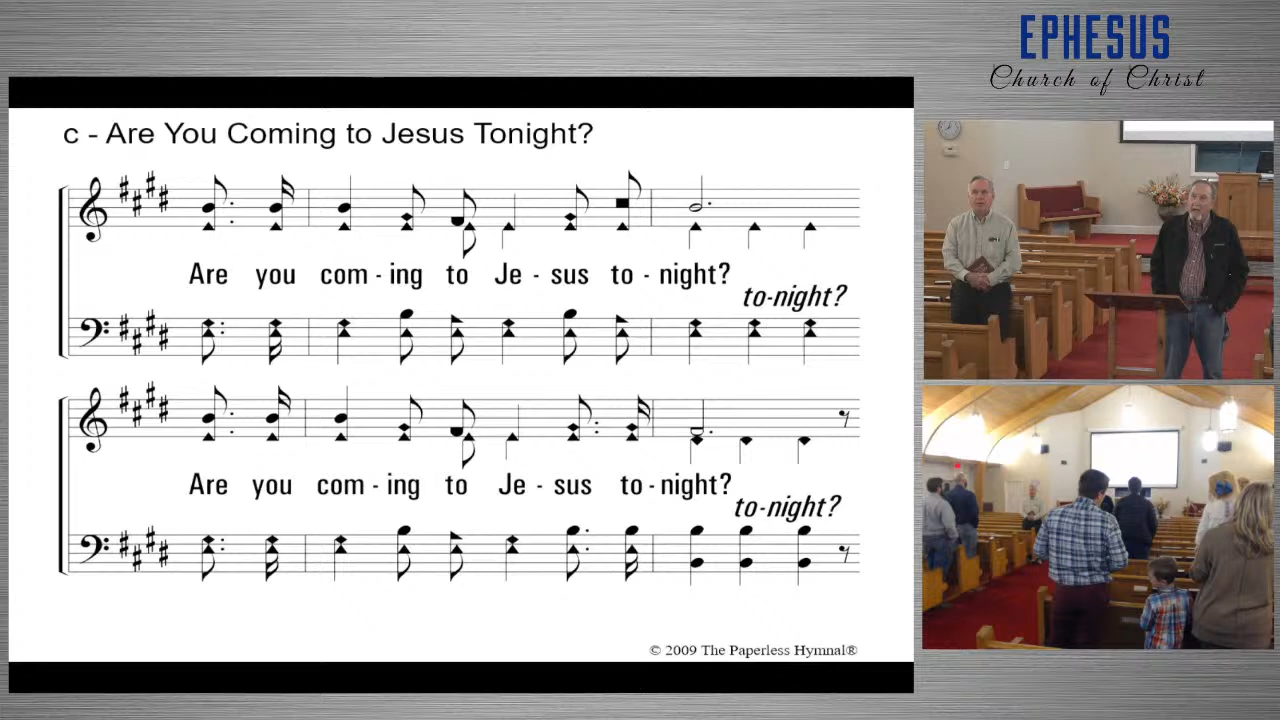 EPHESUS
Church of Christ
c - Are You Coming to Jesus Tonight?
Are you com - ing to Je - sus to - night?
to-night?
Are you com - ing to Je - sus to - night?
to-night?
© 2009 The Paperless Hymnal®